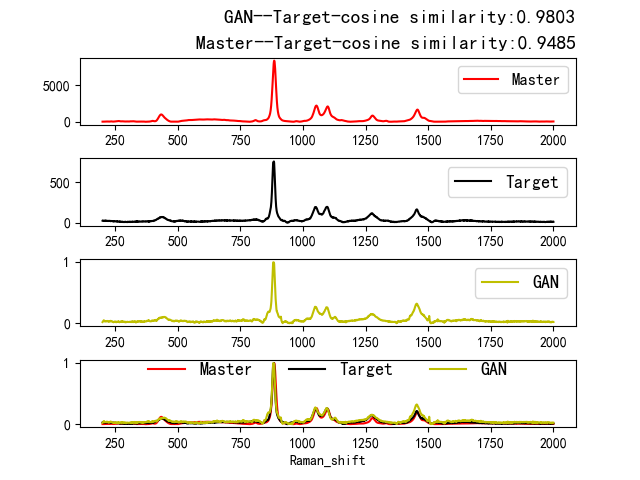 GAN--Target-cosine similarity:0.9803
Master--Target-cosine similarity:0.9485
5000
0
Master
250 500 750 1000 1250 1500 1750 2000
500
0
Target
250 500 750 1000 1250 1500 1750 2000
1
0
GAN
250 500 750 1000 1250 1500 1750 2000
1
0
Master Target GAN
250 500 750 1000 1250 1500 1750 2000
Raman_shift